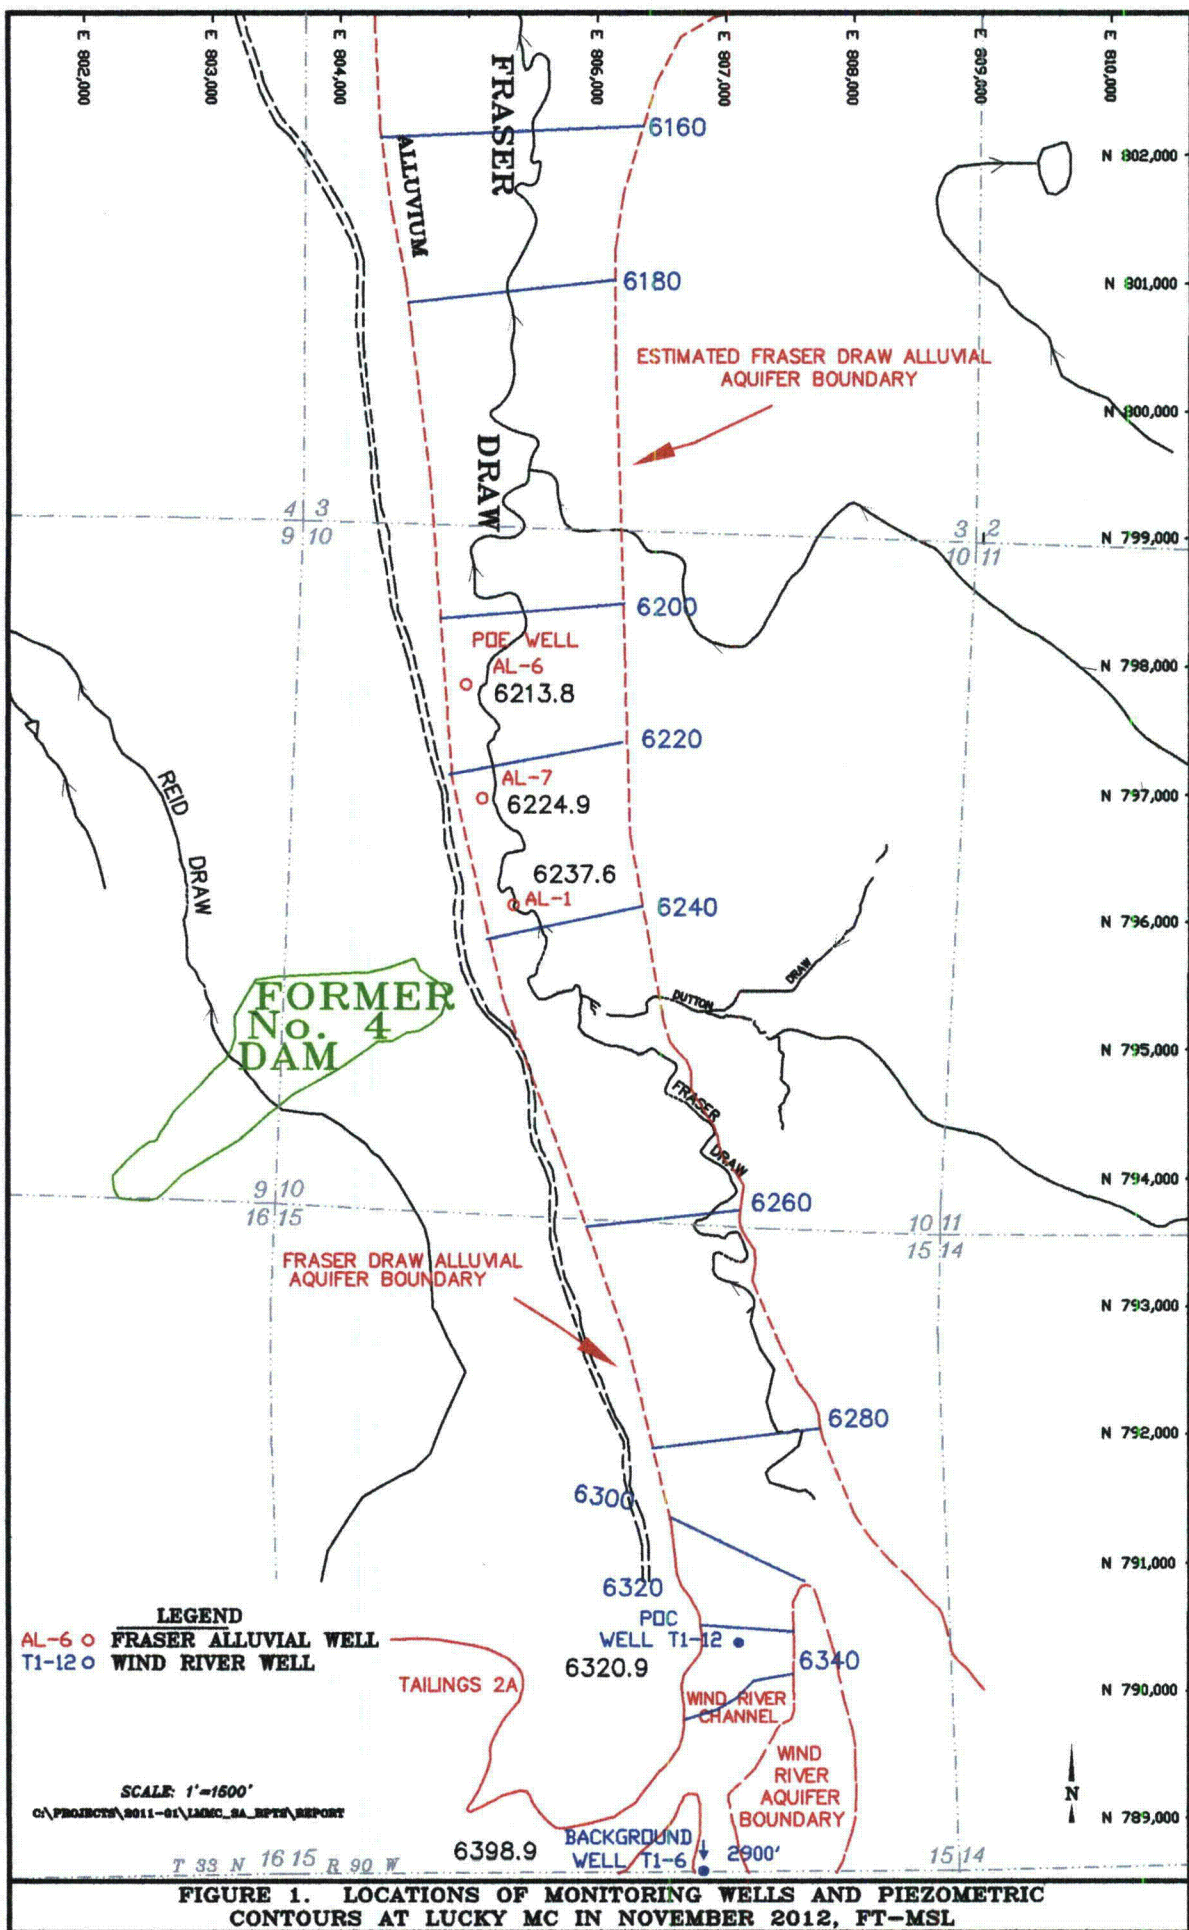 E 802,000
E 803,000
E 804,000
E 806,000
E 807,000
E 808,000
E 809,000
E 810,000
FRASER
DRAW
ALLUVIUM
6160
N 802,000
6180
N 801,000
ESTIMATED FRASER DRAW ALLUVIAL
AQUIFER BOUNDARY
N 800,000
4 3
9 10
3 2
10 11
N 799,000
6200
POE WELL
AL-6
6213.8
N 798,000
6220
AL-7
6224.9
N 797,000
REID
DRAW
6237.6
AL-1
6240
N 796,000
DRAW
DUTTON
FORMER
No. 4
DAM
N 795,000
FRASER
DRAW
N 794,000
9 10
16 15
6260
10 11
15 14
FRASER DRAW ALLUVIAL
AQUIFER BOUNDARY
N 793,000
6280
N 792,000
6300
N 791,000
6320
LEGEND
AL-6 FRASER ALLUVIAL WELL
T1-12 WIND RIVER WELL
POC
WELL T1-12
6320.9
6340
TAILINGS 2A
WIND RIVER
CHANNEL
N 790,000
WIND
RIVER
AQUIFER
BOUNDARY
SCALE: 1"=1600'
C:\PROJECTS\2011-01\LMMC_SA_RPTS\REPORT
N
N 789,000
6398.9
BACKGROUND
WELL T1-6
2900'
T 33 N 16 15 R 90 W
15 14
FIGURE 1. LOCATIONS OF MONITORING WELLS AND PIEZOMETRIC
CONTOURS AT LUCKY MC IN NOVEMBER 2012, FT-MSL